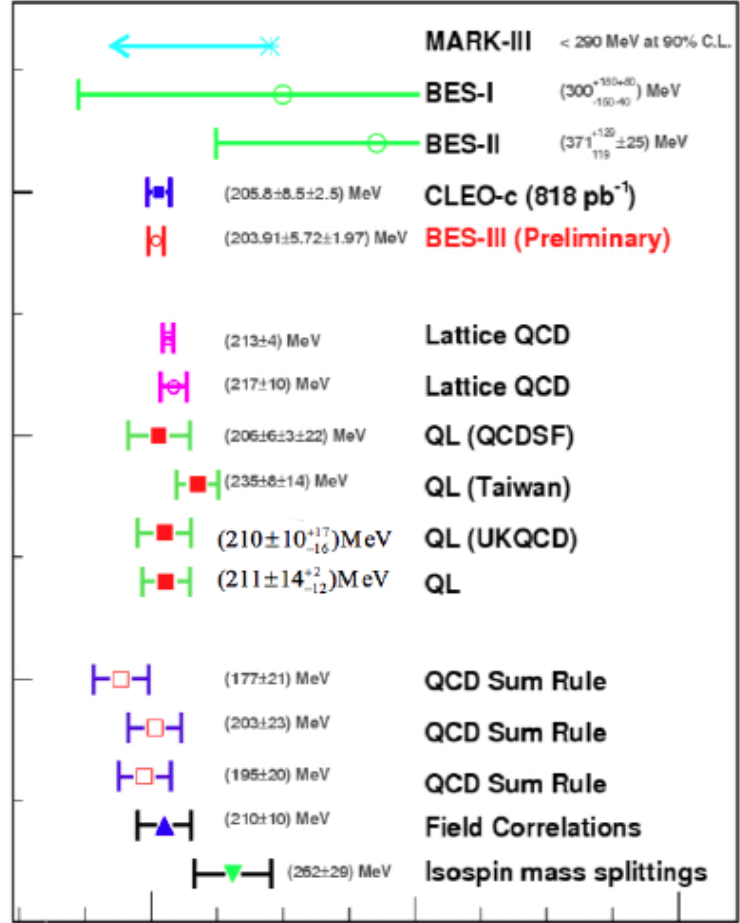 MARK-III < 290 MeV at 90% C.L.
BES-I (300+180+80-150-40) MeV
BES-II (371+129 119±25) MeV
(205.8±8.5±2.5) MeV CLEO-c (818 pb-1)
(203.91±5.72±1.97) MeV BES-III (Preliminary)
(213±4) MeV Lattice QCD
(217±10) MeV Lattice QCD
(206±6±3±22) MeV QL (QCDSF)
(235±8±14) MeV QL (Taiwan)
(210±10+17-16)MeV QL (UKQCD)
(211±14+2-12)MeV QL
(177±21) MeV QCD Sum Rule
(203±23) MeV QCD Sum Rule
(195±20) MeV QCD Sum Rule
(210±10) MeV Field Correlations
(262±29) MeV Isospin mass splittings